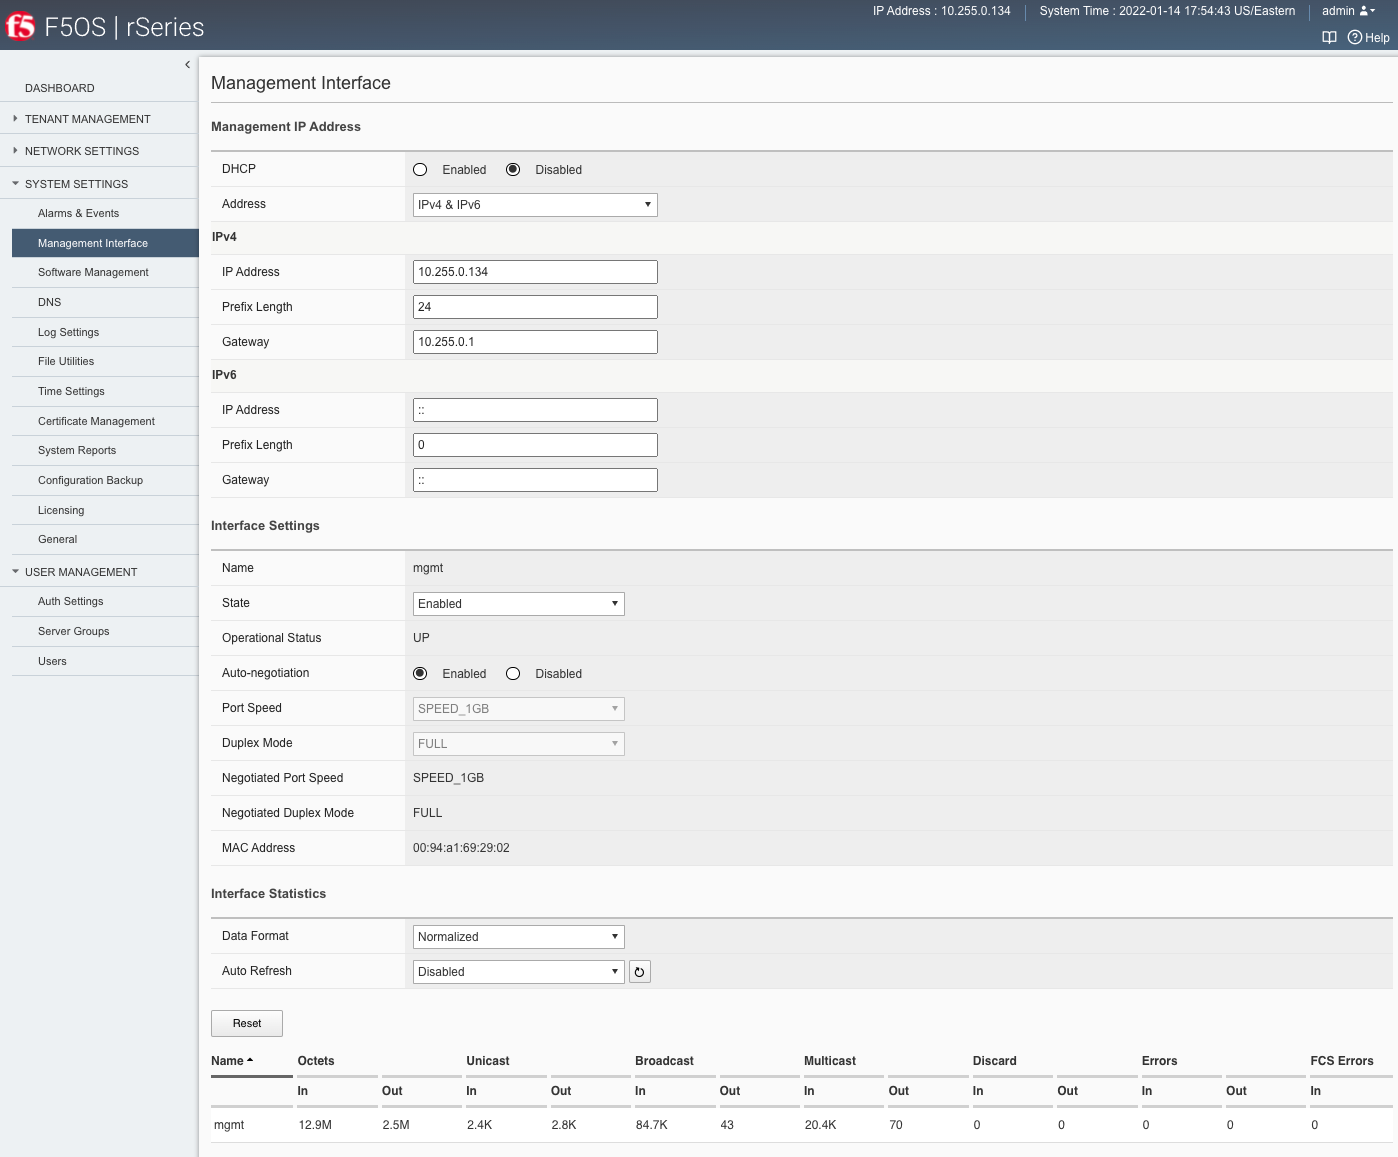 IP Address : 10.255.0.134 System Time : 2022-01-14 17:54:43 US/Eastern admin
f5 F5OS | rSeries
Help
DASHBOARD
TENANT MANAGEMENT
NETWORK SETTINGS
SYSTEM SETTINGS
Alarms & Events
Management Interface
Software Management
DNS
Log Settings
File Utilities
Time Settings
Certificate Management
System Reports
Configuration Backup
Licensing
General
USER MANAGEMENT
Auth Settings
Server Groups
Users
Management Interface
Management IP Address
DHCP Enabled Disabled
Address IPv4 & IPv6
IPv4
IP Address 10.255.0.134
Prefix Length 24
Gateway 10.255.0.1
IPv6
IP Address ::
Prefix Length 0
Gateway ::
Interface Settings
Name mgmt
State Enabled
Operational Status UP
Auto-negotiation Enabled Disabled
Port Speed SPEED_1GB
Duplex Mode FULL
Negotiated Port Speed SPEED_1GB
Negotiated Duplex Mode FULL
MAC Address 00:94:a1:69:29:02
Interface Statistics
Data Format Normalized
Auto Refresh Disabled
Reset
Name Octets Unicast Broadcast Multicast Discard Errors FCS Errors
In Out In Out In Out In Out In Out In Out In
mgmt 12.9M 2.5M 2.4K 2.8K 84.7K 43 20.4K 70 0 0 0 0 0